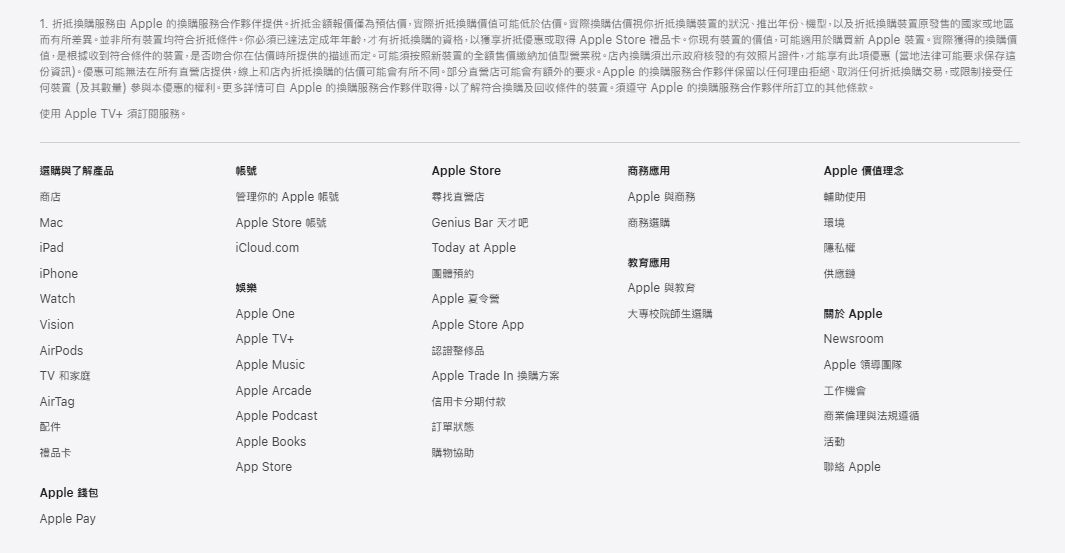 1. 折抵換購服務由 Apple 的換購服務合作夥伴提供。折抵金額報價僅為預估價，實際折抵換購價值可能低於估價。實際換購估價視你折抵換購裝置的狀況、推出年份、機型，以及折抵換購裝置原發售的國家或地區
而有所差異。並非所有裝置均符合折抵條件。你必須已達法定成年年齡，才有折抵換購的資格，以獲享折抵優惠或取得 Apple Store 禮品卡。你現有裝置的價值，可能適用於購買新 Apple 裝置。實際獲得的換購價
值，是根據收到符合條件的裝置，是否吻合你在估價時所提供的描述而定。可能須按照新裝置的全額售價繳納加值型營業稅。店內換購須出示政府核發的有效照片證件，才能享有此項優惠 (當地法律可能要求保存這
份資訊)。優惠可能無法在所有直營店提供，線上和店內折抵換購的估價可能會有所不同。部分直營店可能會有額外的要求。Apple 的換購服務合作夥伴保留以任何理由拒絕、取消任何折抵換購交易，或限制接受任
何裝置 (及其數量) 參與本優惠的權利。更多詳情可自 Apple 的換購服務合作夥伴取得，以了解符合換購及回收條件的裝置。須遵守 Apple 的換購服務合作夥伴所訂立的其他條款。
使用 Apple TV+ 須訂閱服務。
選購與了解產品
商店
Mac
iPad
iPhone
Watch
Vision
AirPods
TV 和家庭
AirTag
配件
禮品卡
Apple 錢包
Apple Pay
帳號
管理你的 Apple 帳號
Apple Store 帳號
iCloud.com
娛樂
Apple One
Apple TV+
Apple Music
Apple Arcade
Apple Podcast
Apple Books
App Store
Apple Store
尋找直營店
Genius Bar 天才吧
Today at Apple
團體預約
Apple 夏令營
Apple Store App
認證整修品
Apple Trade In 換購方案
信用卡分期付款
訂單狀態
購物協助
商務應用
Apple 與商務
商務選購
教育應用
Apple 與教育
大專校院師生選購
Apple 價值理念
輔助使用
環境
隱私權
供應鏈
關於 Apple
Newsroom
Apple 領導團隊
工作機會
商業倫理與法規遵循
活動
聯絡 Apple